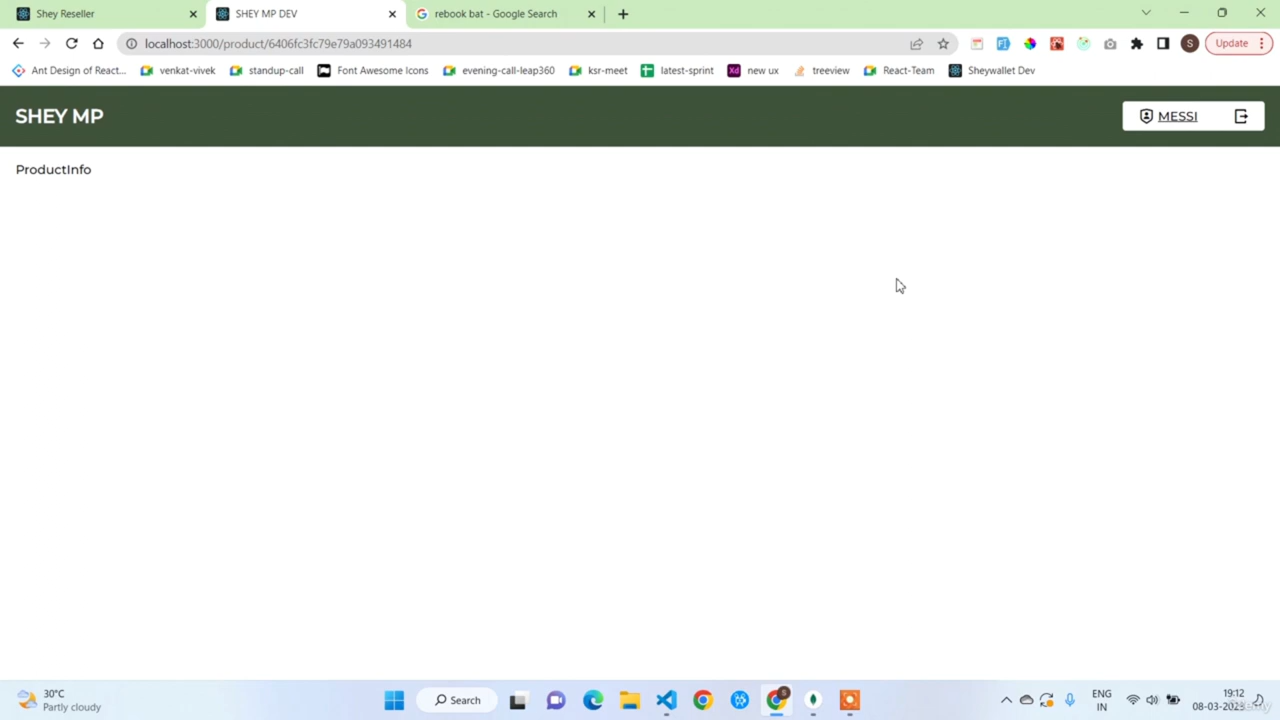 Shey Reseller
SHEY MP DEV
rebook bat - Google Search
localhost:3000/product/6406fc3fc79e79a093491484
S
Update
Ant Design of React...
venkat-vivek
standup-call
Font Awesome Icons
evening-call-leap360
ksr-meet
latest-sprint
Xd new ux
treeview
React-Team
Sheywallet Dev
SHEY MP
MESSI
ProductInfo
30°C
Partly cloudy
Search
ENG
IN
19:12
08-03-2023